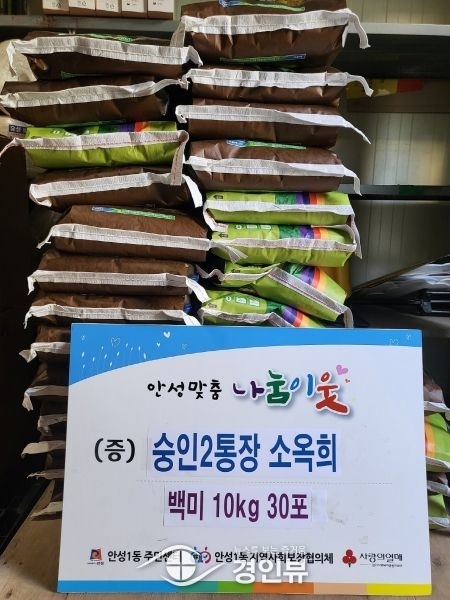 안성맞춤 나눔이웃
(증) 숭인2통장 소옥희
백미 10kg 30포
안성1동 주민센터 안성1동지역사회보장협의체 사랑의열매
경인뷰